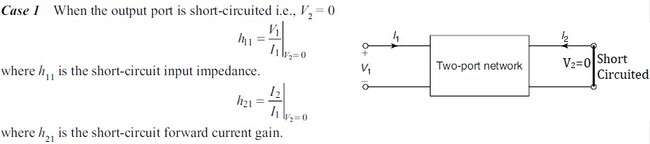 Case 1 When the output port is short-circuited i.e., V₂ = 0
h₁₁ = V₁/I₁|V₂=0
where h₁₁ is the short-circuit input impedance.
h₂₁ = I₂/I₁|V₂=0
where h₂₁ is the short-circuit forward current gain.
I₁
I₂
+
V₁
−
Two-port network
V₂=0
Short
Circuited